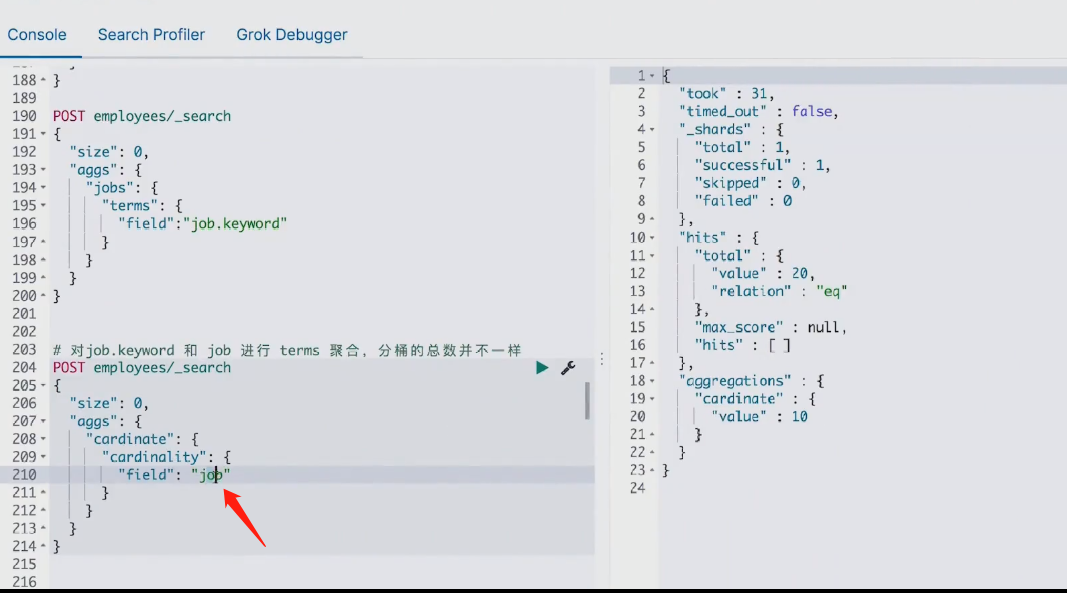 Console Search Profiler Grok Debugger
188 }
189
190 POST employees/_search
191 {
192 "size": 0,
193 "aggs": {
194 "jobs": {
195 "terms": {
196 "field":"job.keyword"
197 }
198 }
199 }
200 }
201
202
203 # 对job.keyword 和 job 进行 terms 聚合，分桶的总数并不一样
204 POST employees/_search
205 {
206 "size": 0,
207 "aggs": {
208 "cardinate": {
209 "cardinality": {
210 "field": "job"
211 }
212 }
213 }
214 }
215
216
1 {
2 "took" : 31,
3 "timed_out" : false,
4 "_shards" : {
5 "total" : 1,
6 "successful" : 1,
7 "skipped" : 0,
8 "failed" : 0
9 },
10 "hits" : {
11 "total" : {
12 "value" : 20,
13 "relation" : "eq"
14 },
15 "max_score" : null,
16 "hits" : [ ]
17 },
18 "aggregations" : {
19 "cardinate" : {
20 "value" : 10
21 }
22 }
23 }
24